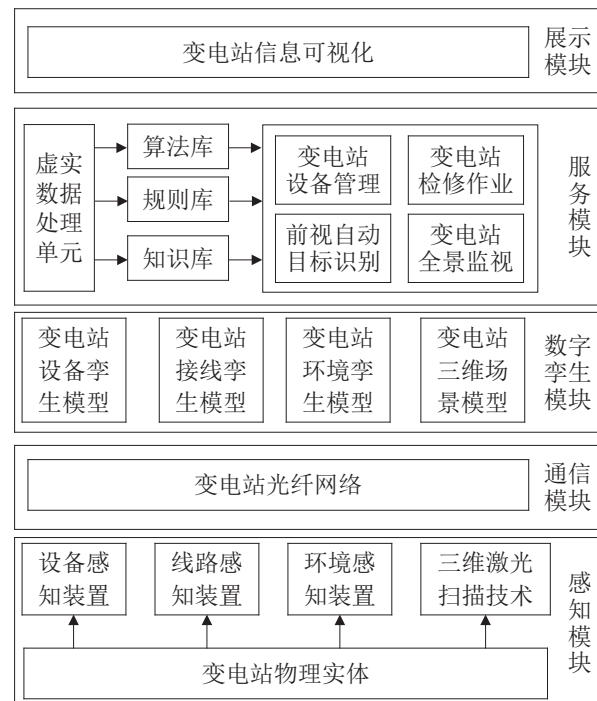 变电站信息可视化
展示
模块
虚实
数据
处理
单元
算法库
规则库
知识库
变电站
设备管理
变电站
检修作业
前视自动
目标识别
变电站
全景监视
服
务
模
块
变电站
设备孪
生模型
变电站
接线孪
生模型
变电站
环境孪
生模型
变电站
三维场
景模型
数字
孪生
模块
变电站光纤网络
通信
模块
设备感
知装置
线路感
知装置
环境感
知装置
三维激光
扫描技术
变电站物理实体
感
知
模
块